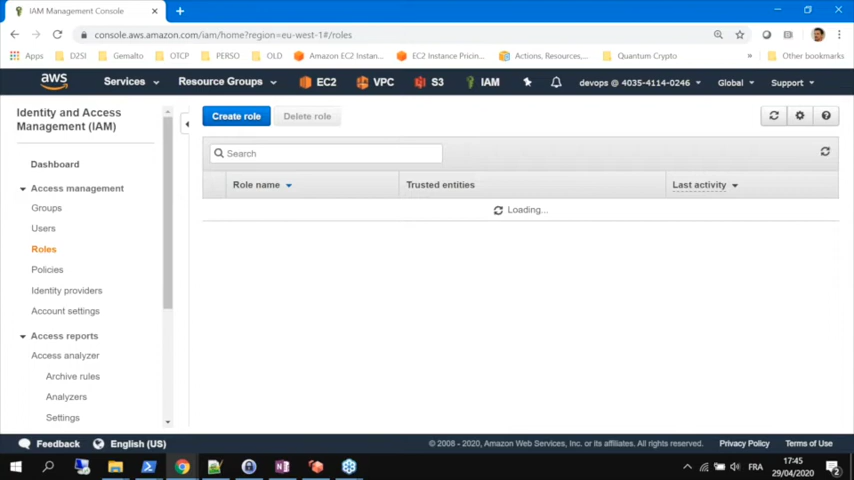 IAM Management Console
console.aws.amazon.com/iam/home?region=eu-west-1#/roles
Apps D2SI Gemalto OTCP PERSO OLD Amazon EC2 Instan... EC2 Instance Pricin... Actions, Resources,... Quantum Crypto » Other bookmarks
aws Services Resource Groups EC2 VPC S3 IAM devops @ 4035-4114-0246 Global Support
Identity and Access
Management (IAM)
Dashboard
Access management
Groups
Users
Roles
Policies
Identity providers
Account settings
Access reports
Access analyzer
Archive rules
Analyzers
Settings
Create role Delete role
Search
Role name Trusted entities Last activity
Loading...
Feedback English (US) © 2008 - 2020, Amazon Web Services, Inc. or its affiliates. All rights reserved. Privacy Policy Terms of Use
FRA
17:45
29/04/2020
2